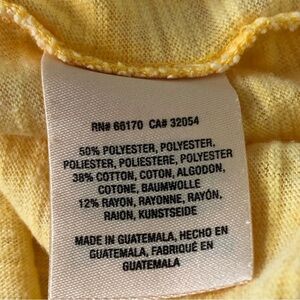 RN# 66170 CA# 32054
50% POLYESTER, POLYESTER,
POLIESTER, POLIESTERE, POLYESTER
38% COTTON, COTON, ALGODON,
COTONE, BAUMWOLLE
12% RAYON, RAYONNE, RAYÓN,
RAION, KUNSTSEIDE
MADE IN GUATEMALA, HECHO EN
GUATEMALA, FABRIQUÉ EN
GUATEMALA